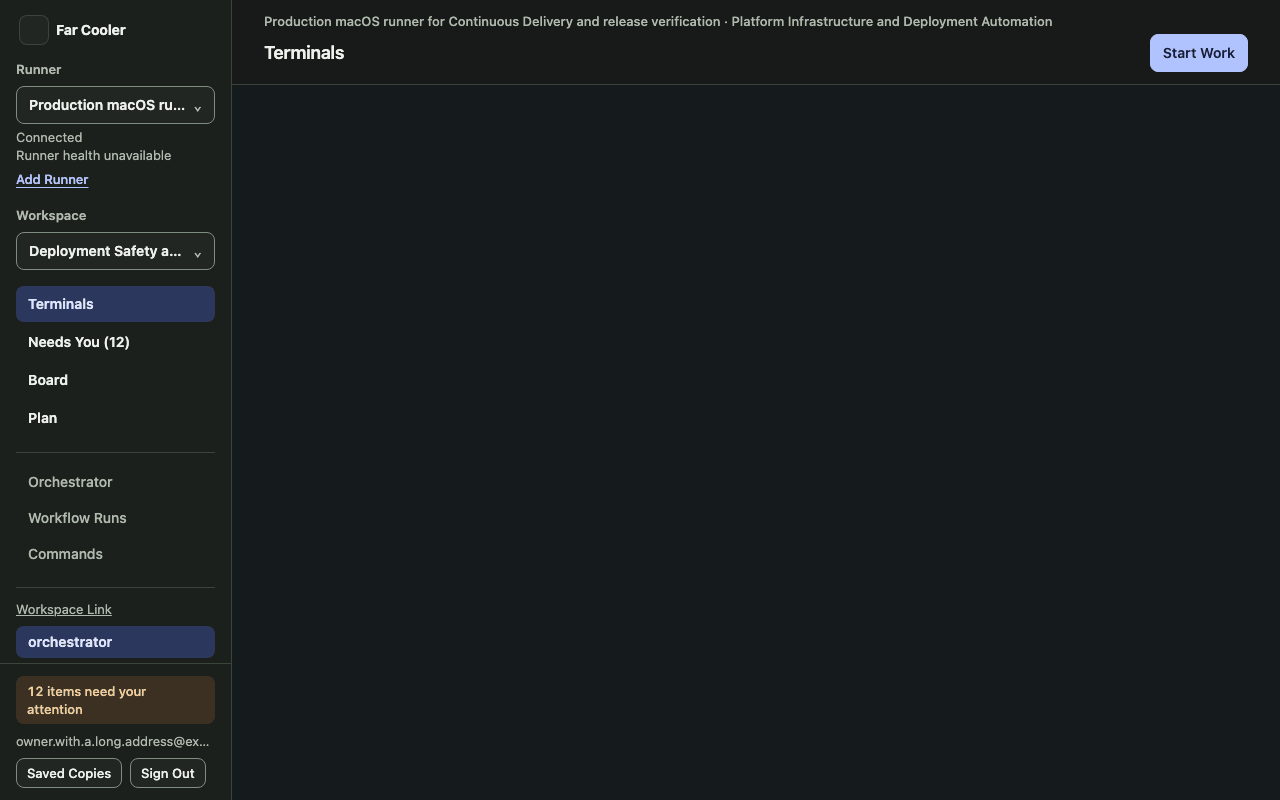 Far Cooler
Runner
Production macOS ru...
Connected
Runner health unavailable
Add Runner
Workspace
Deployment Safety a...
Terminals
Needs You (12)
Board
Plan
Orchestrator
Workflow Runs
Commands
Workspace Link
orchestrator
12 items need your
attention
owner.with.a.long.address@ex...
Saved Copies
Sign Out
Production macOS runner for Continuous Delivery and release verification · Platform Infrastructure and Deployment Automation
Terminals
Start Work